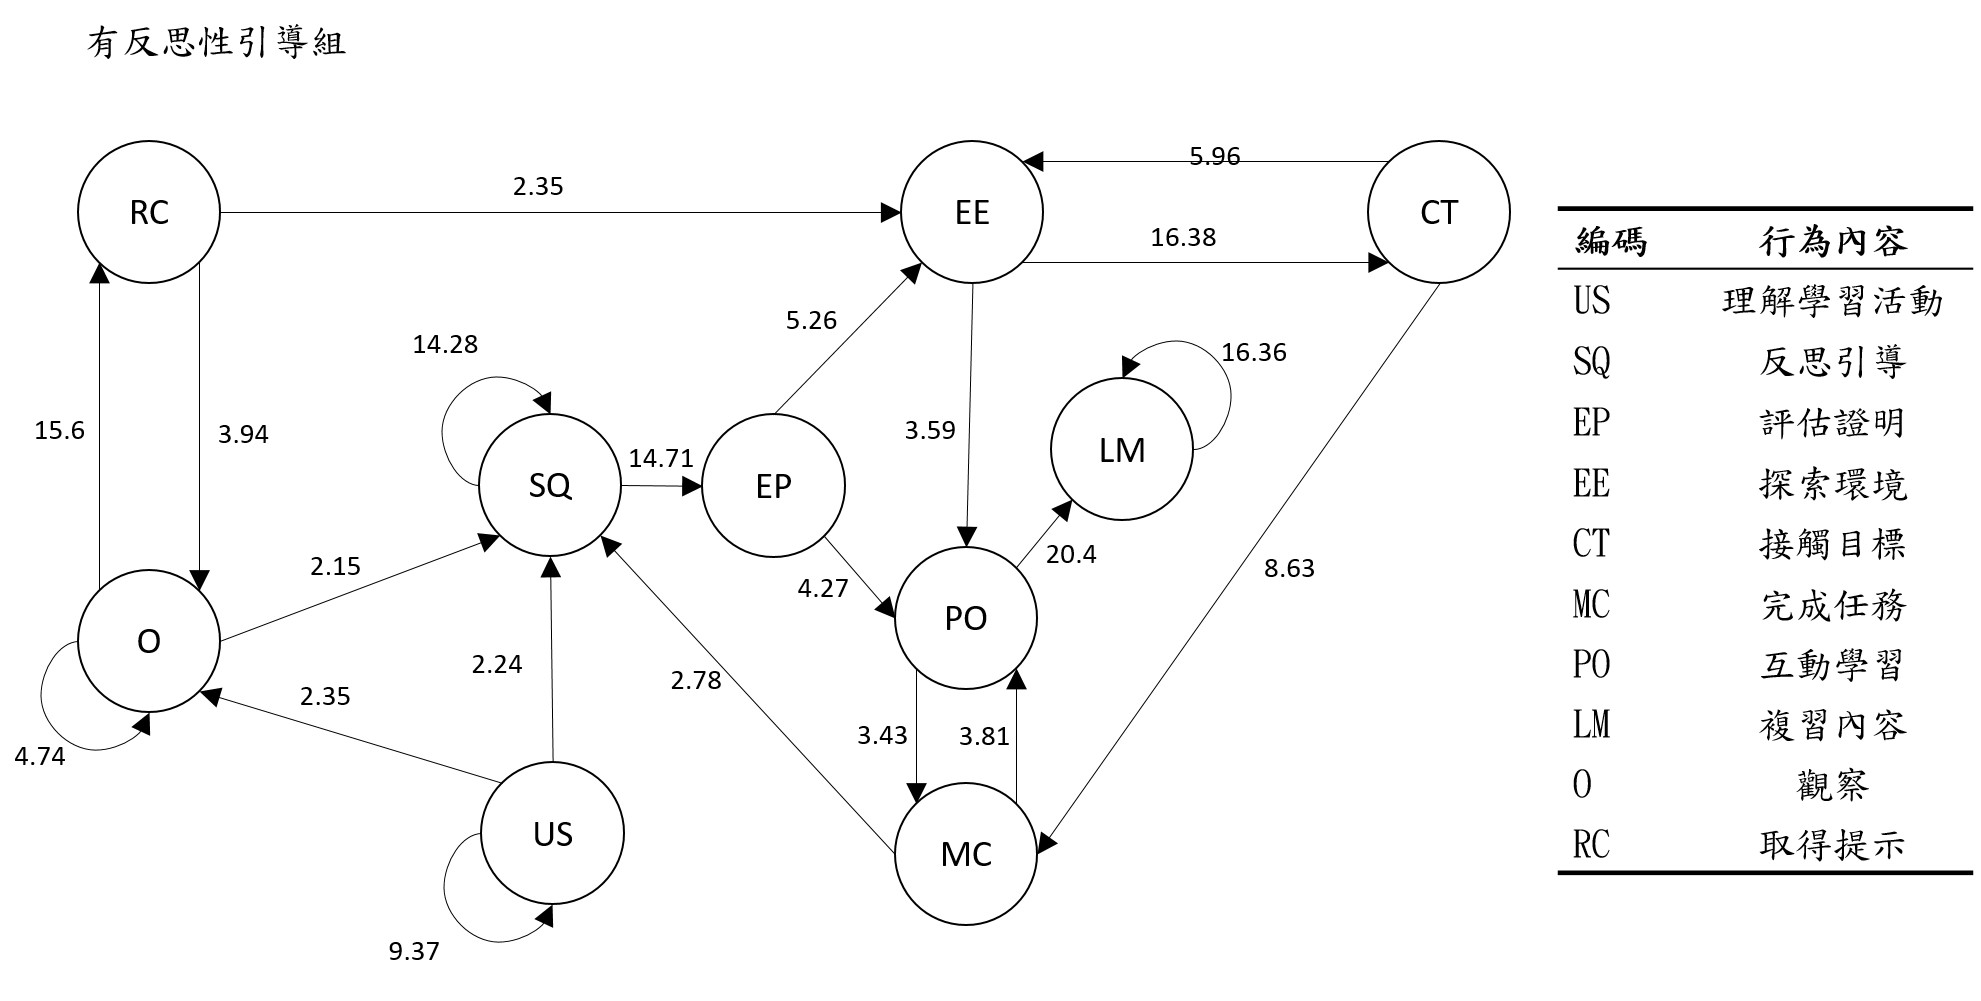 有反思性引導組
RC
2.35
EE
5.96
16.38
CT
15.6
3.94
14.28
SQ
14.71
EP
5.26
3.59
4.27
16.36
LM
20.4
8.63
PO
O
2.15
4.74
2.35
2.24
2.78
3.43
3.81
US
9.37
MC
編碼 行為內容
US 理解學習活動
SQ 反思引導
EP 評估證明
EE 探索環境
CT 接觸目標
MC 完成任務
PO 互動學習
LM 複習內容
O 觀察
RC 取得提示